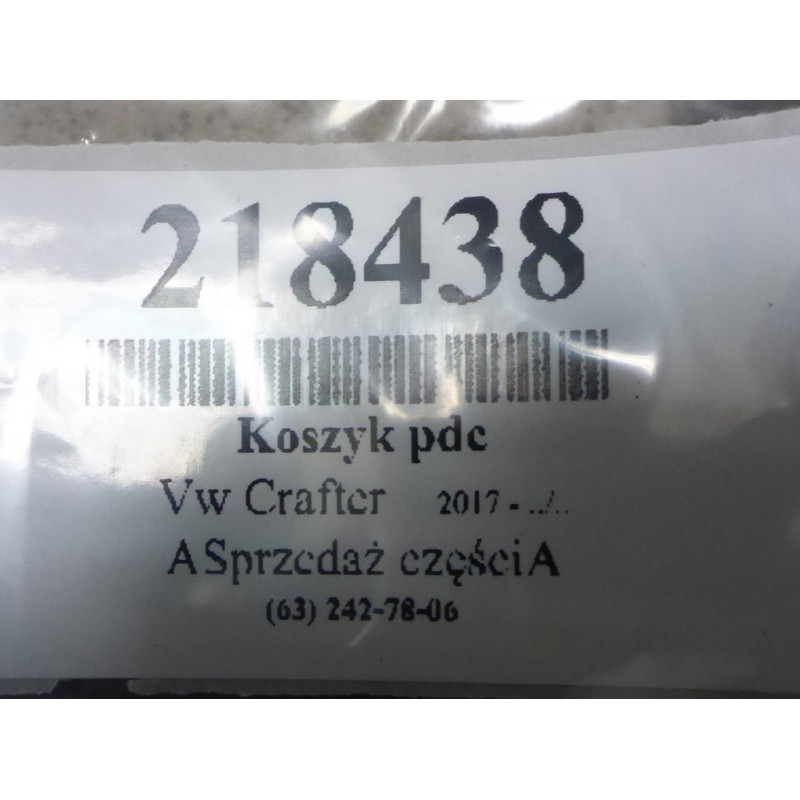 218438
Koszyk pdc
Vw Crafter 2017 - ../..
ASprzedaż częściA
(63) 242-78-06